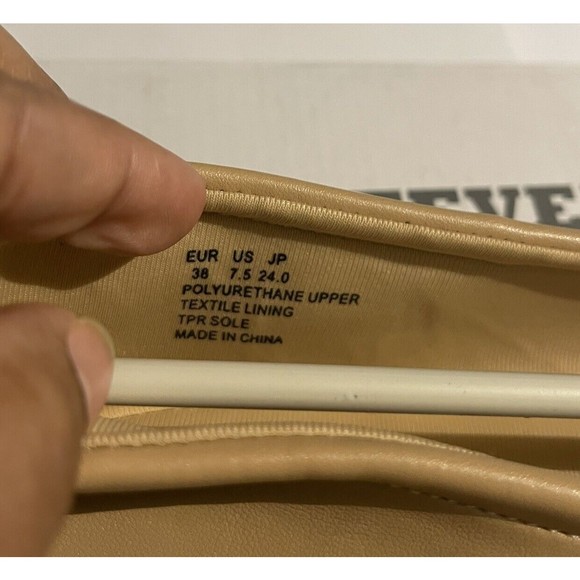 EUR US JP
38 7.5 24.0
POLYURETHANE UPPER
TEXTILE LINING
TPR SOLE
MADE IN CHINA